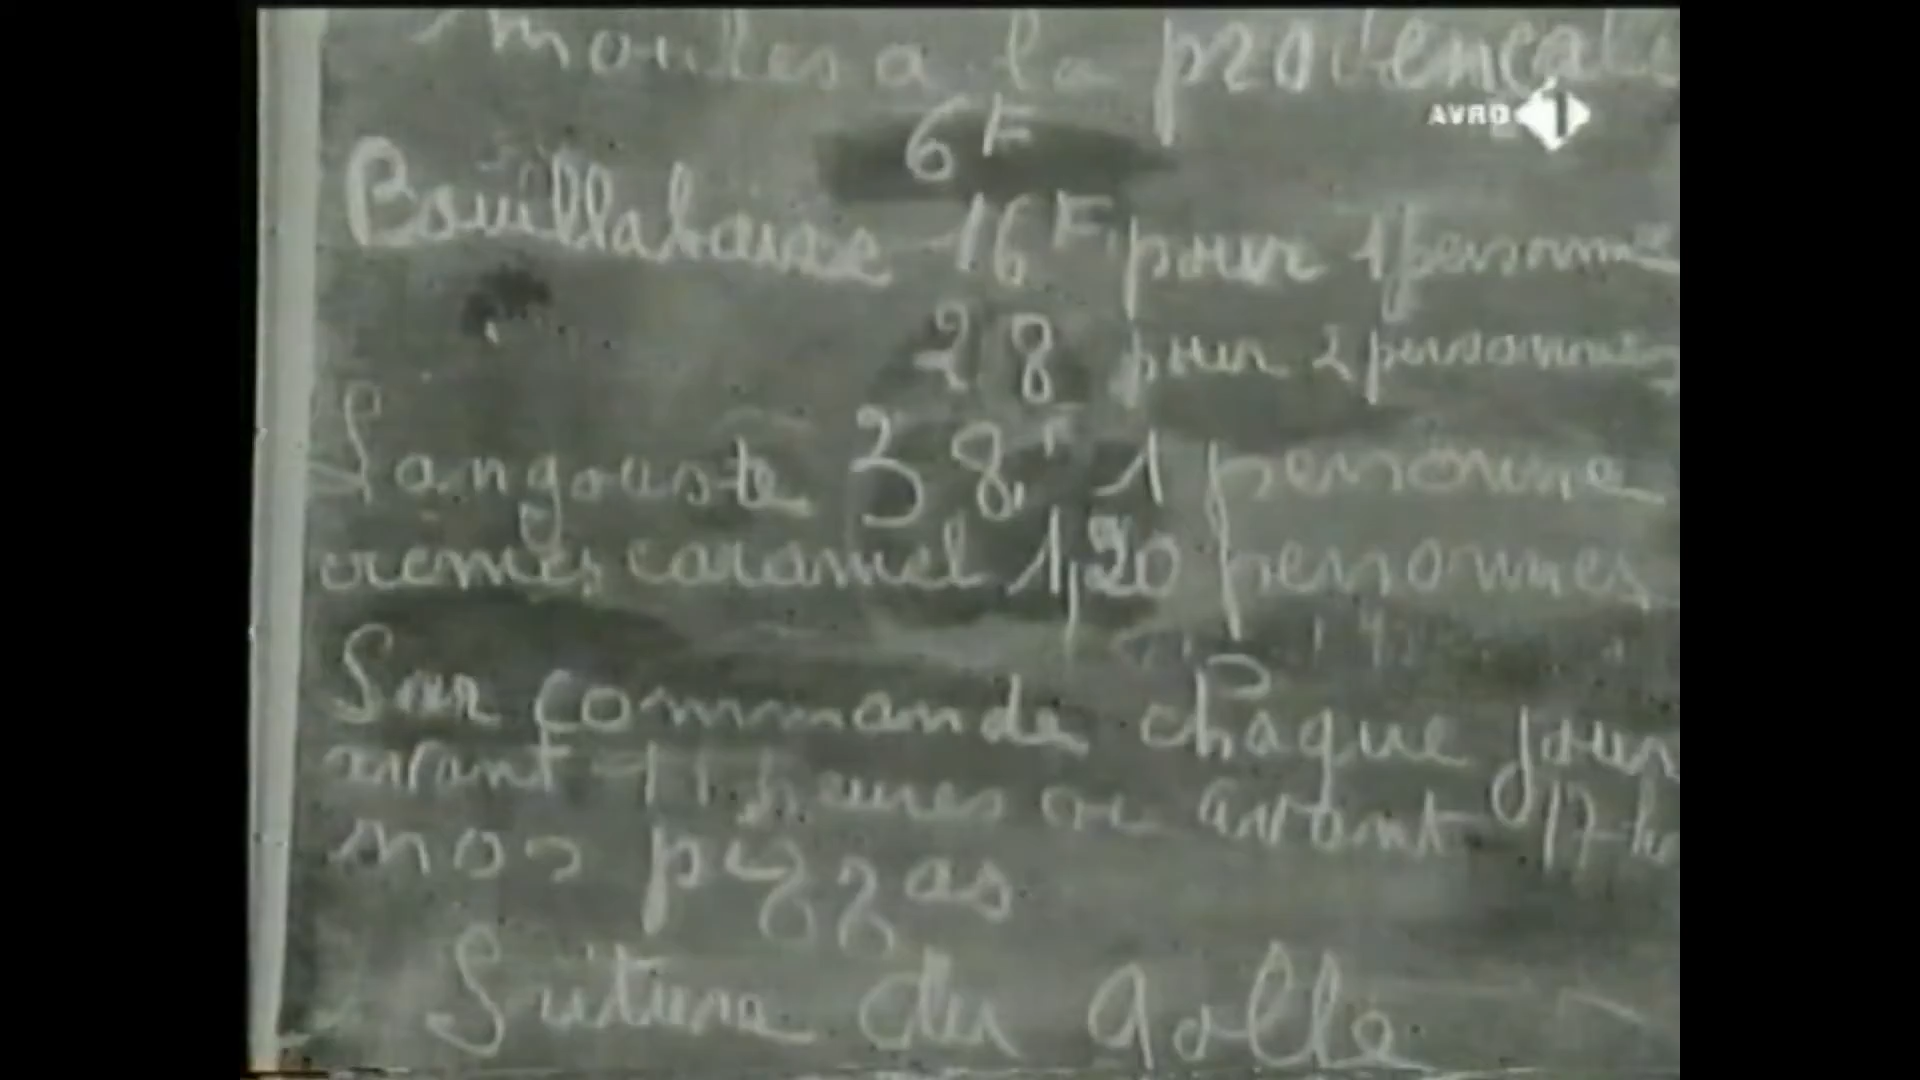 Moules a la provençale
AVRO 1
6F
Bouillabaisse 16F pour 1 personne
28 pour 2 personnes
Langouste 38F 1 personne
cremes caramel 1,20 personnes
Sur commande chaque jour
avant 11 heures ou avant 17 h
nos pizzas
Friture du golfe